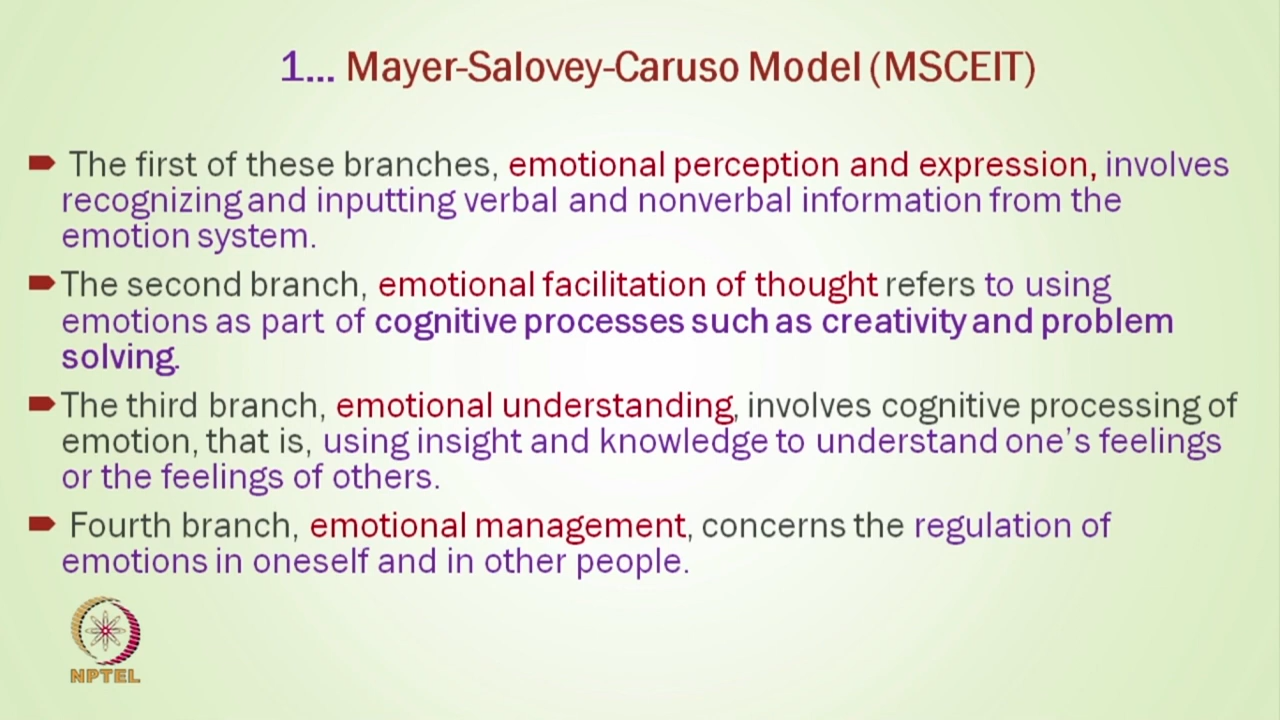 1... Mayer-Salovey-Caruso Model (MSCEIT)
The first of these branches, emotional perception and expression, involves
recognizing and inputting verbal and nonverbal information from the
emotion system.
The second branch, emotional facilitation of thought refers to using
emotions as part of cognitive processes such as creativity and problem
solving.
The third branch, emotional understanding, involves cognitive processing of
emotion, that is, using insight and knowledge to understand one's feelings
or the feelings of others.
Fourth branch, emotional management, concerns the regulation of
emotions in oneself and in other people.
NPTEL